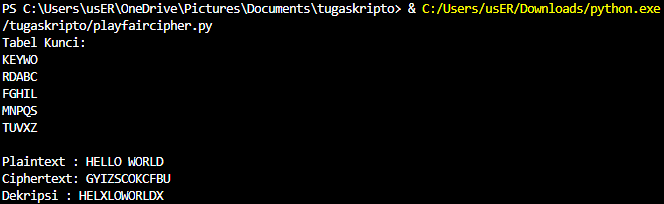 PS C:\Users\usER\OneDrive\Pictures\Documents\tugaskripto> & C:/Users/usER/Downloads/python.exe
/tugaskripto/playfaircipher.py
Tabel Kunci:
KEYWO
RDABC
FGHIL
MNPQS
TUVXZ
Plaintext : HELLO WORLD
Ciphertext: GYIZSCOKCFBU
Dekripsi : HELXLOWORLDX